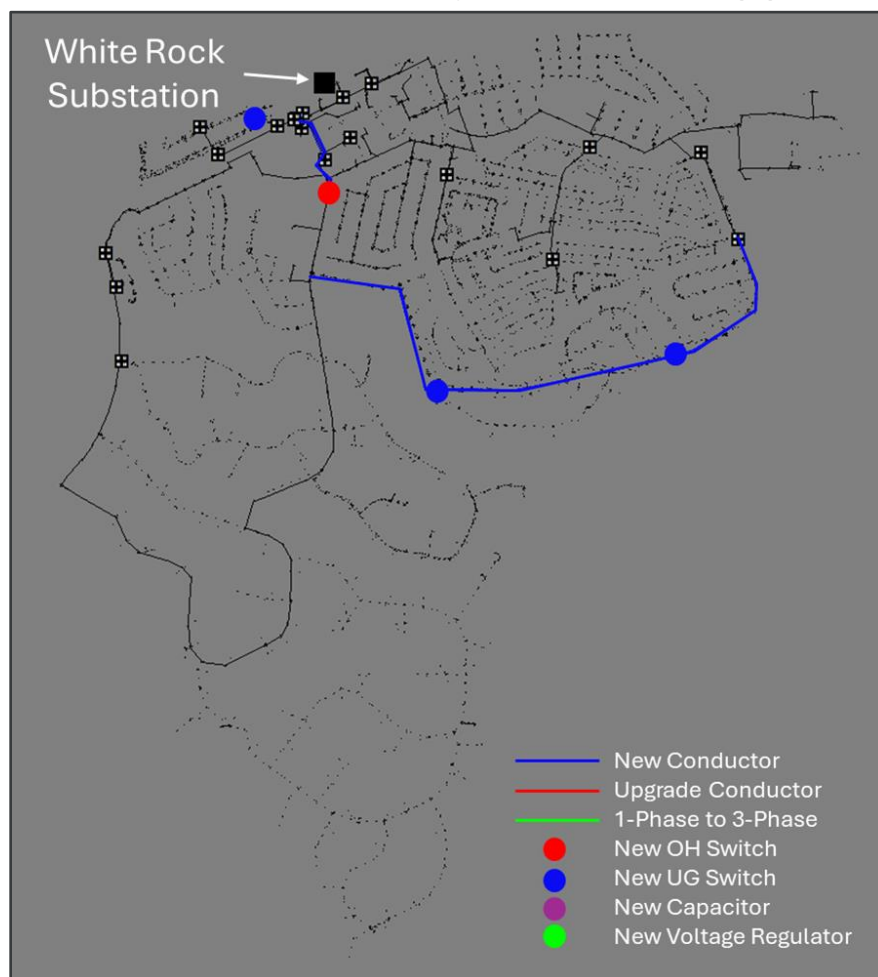 White Rock
Substation
New Conductor
Upgrade Conductor
1-Phase to 3-Phase
New OH Switch
New UG Switch
New Capacitor
New Voltage Regulator